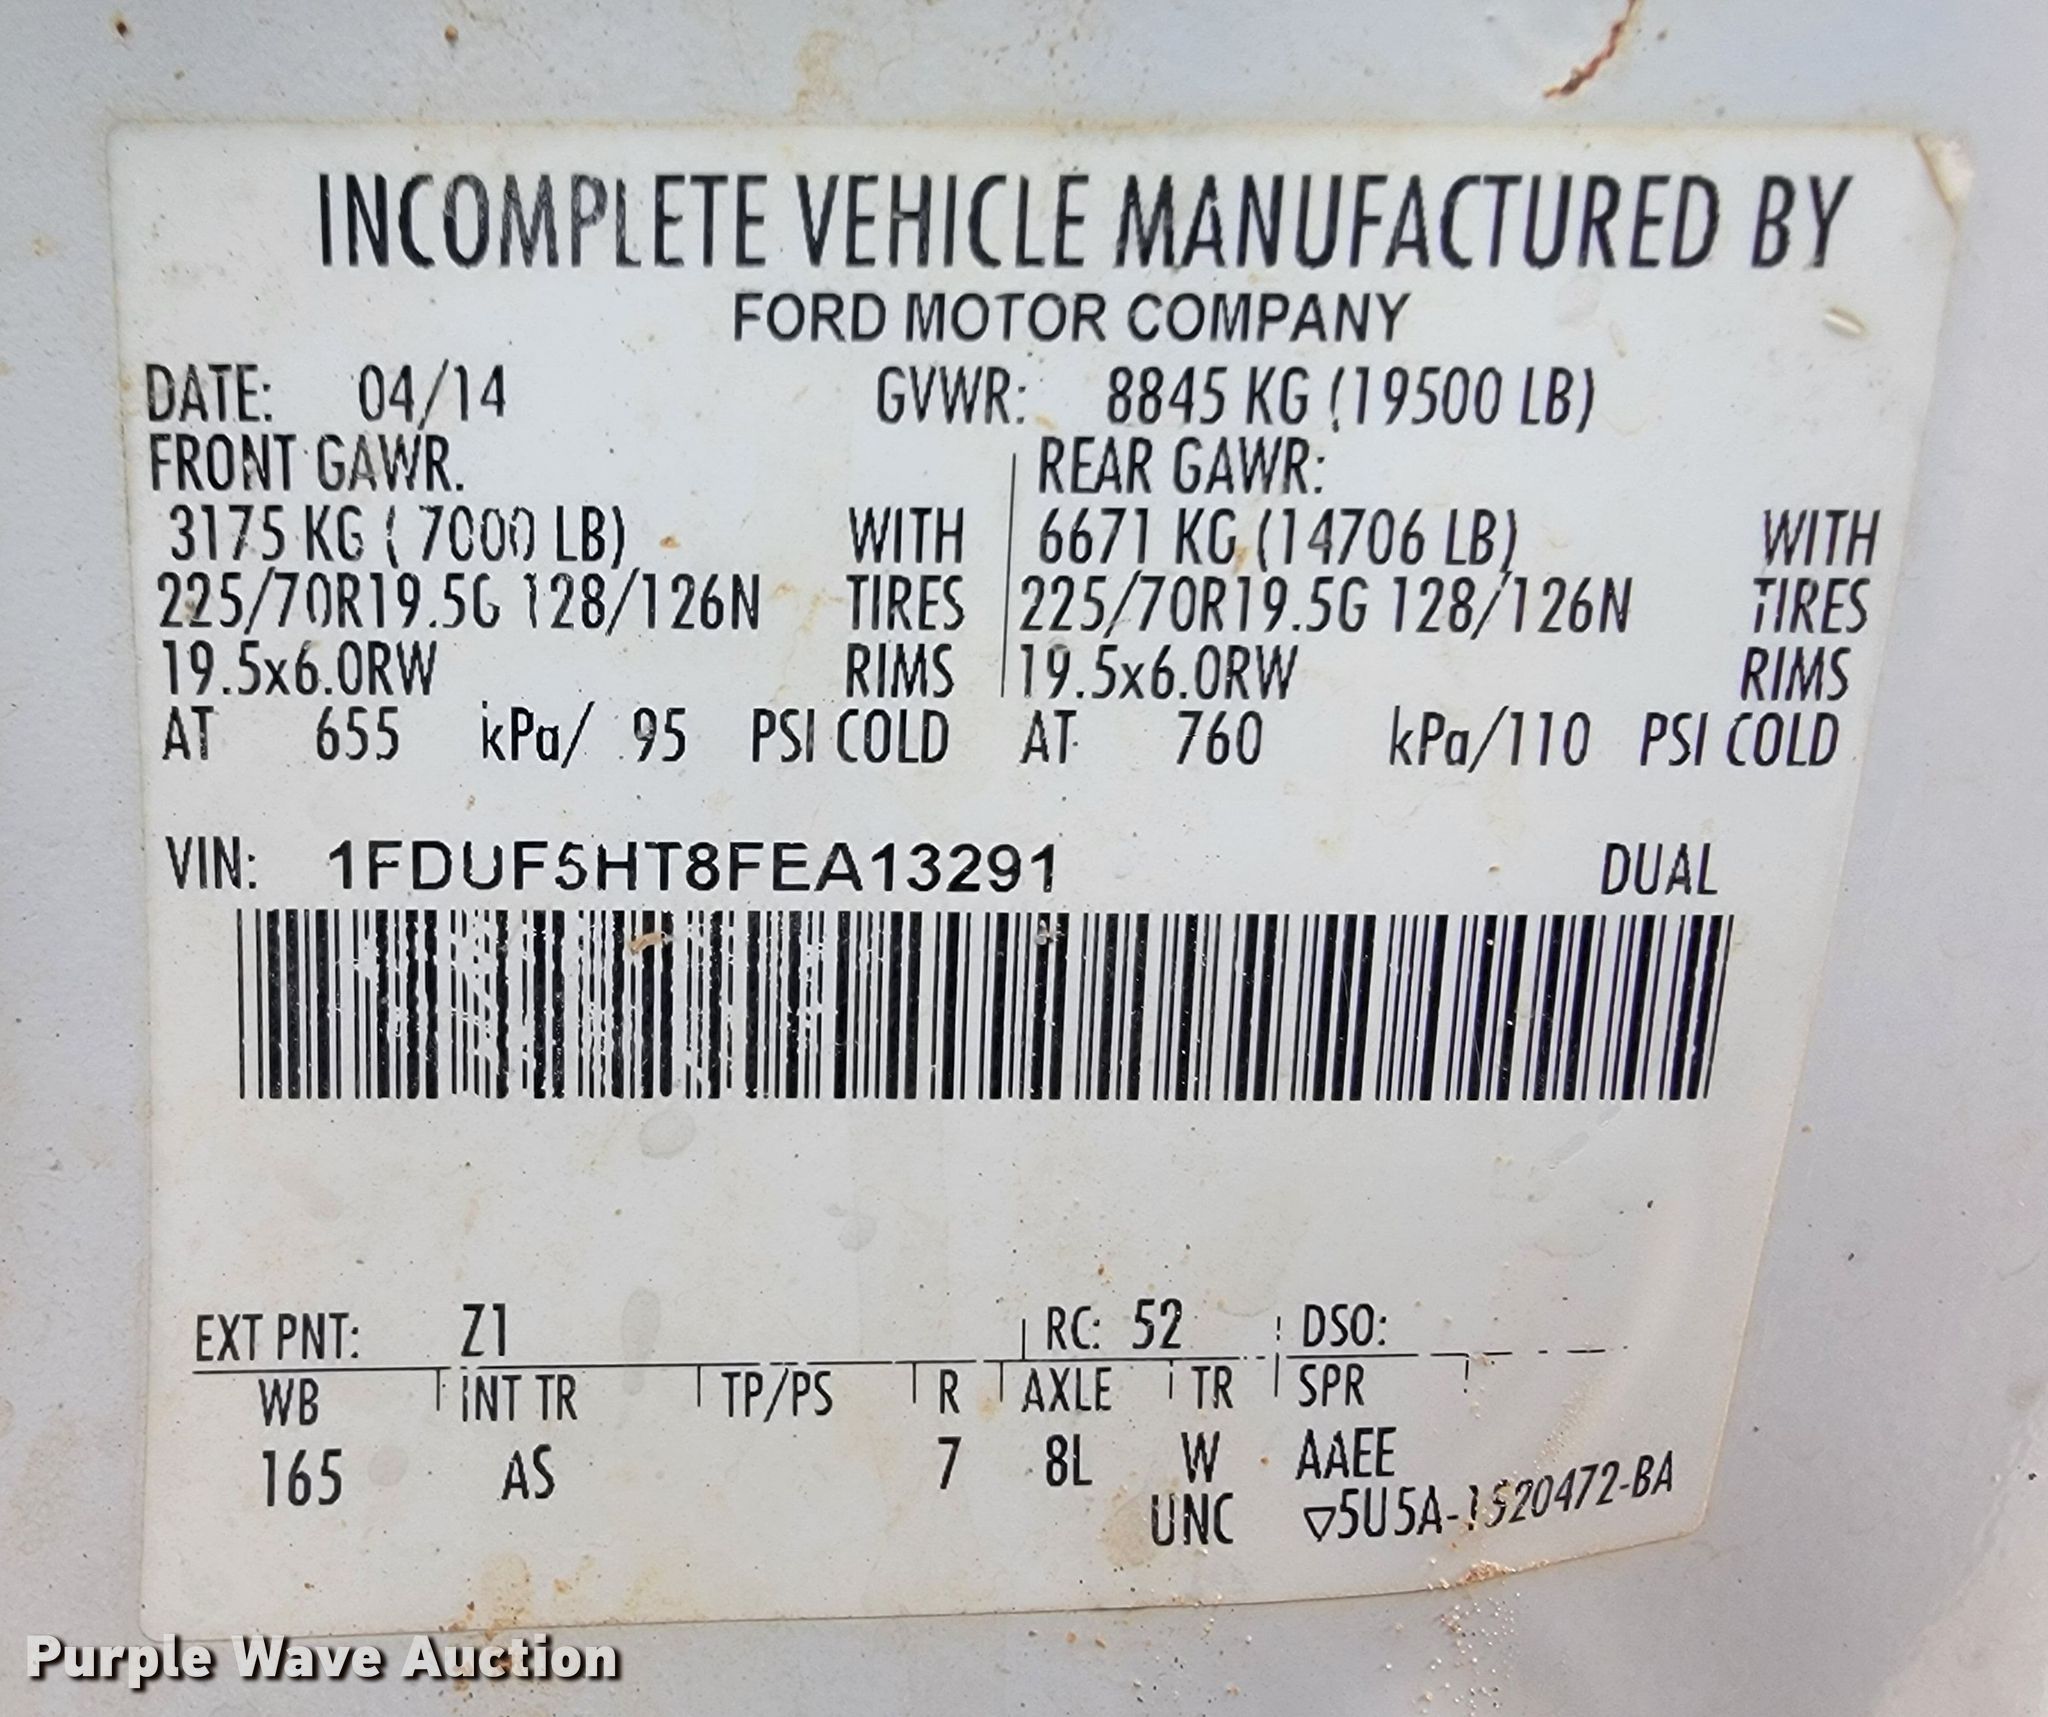 INCOMPLETE VEHICLE MANUFACTURED BY
FORD MOTOR COMPANY
DATE: 04/14 GVWR: 8845 KG (19500 LB)
FRONT GAWR. REAR GAWR:
3175 KG ( 7000 LB) WITH 6671 KG (14706 LB) WITH
225/70R19.5G 128/126N TIRES 225/70R19.5G 128/126N TIRES
19.5x6.0RW RIMS 19.5x6.0RW RIMS
AT 655 kPa/ 95 PSI COLD AT 760 kPa/110 PSI COLD
VIN: 1FDUF5HT8FEA13291 DUAL
EXT PNT: Z1 RC: 52 DSO:
WB INT TR TP/PS R AXLE TR SPR
165 AS 7 8L W AAEE
UNC ▽5U5A-1520472-BA
Purple Wave Auction